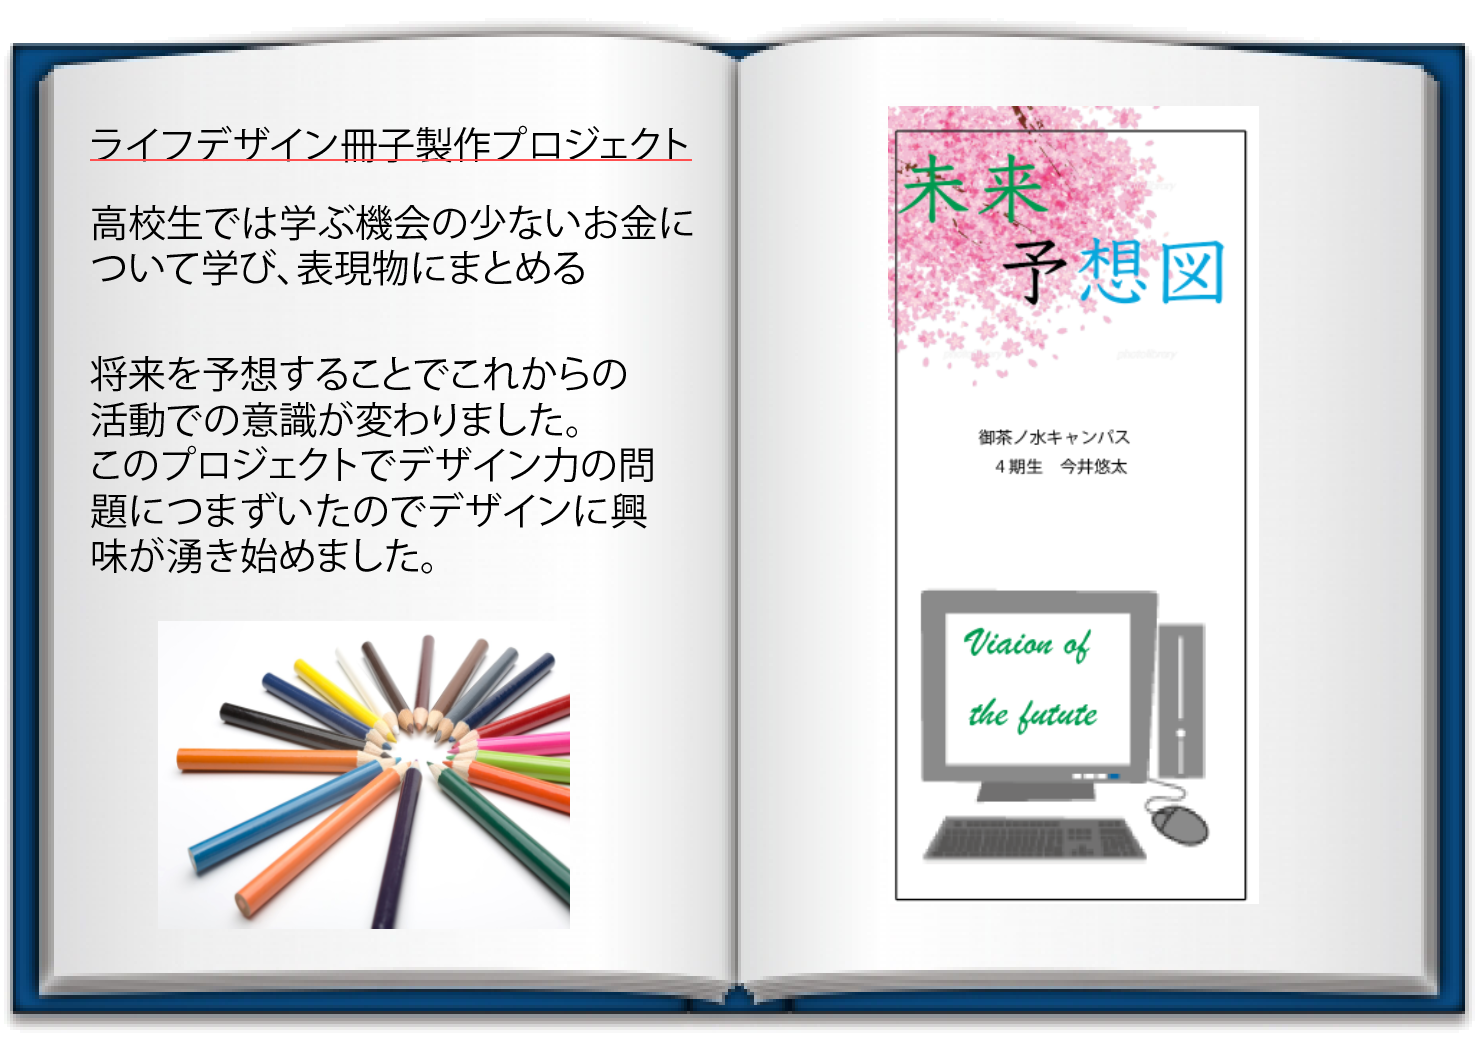 ライフデザイン冊子製作プロジェクト
高校生では学ぶ機会の少ないお金に
ついて学び、表現物にまとめる
将来を予想することでこれからの
活動での意識が変わりました。
このプロジェクトでデザイン力の問
題につまずいたのでデザインに興
味が湧き始めました。
未来
予想図
御茶ノ水キャンパス
４期生　今井悠太
Viaion of
the futute